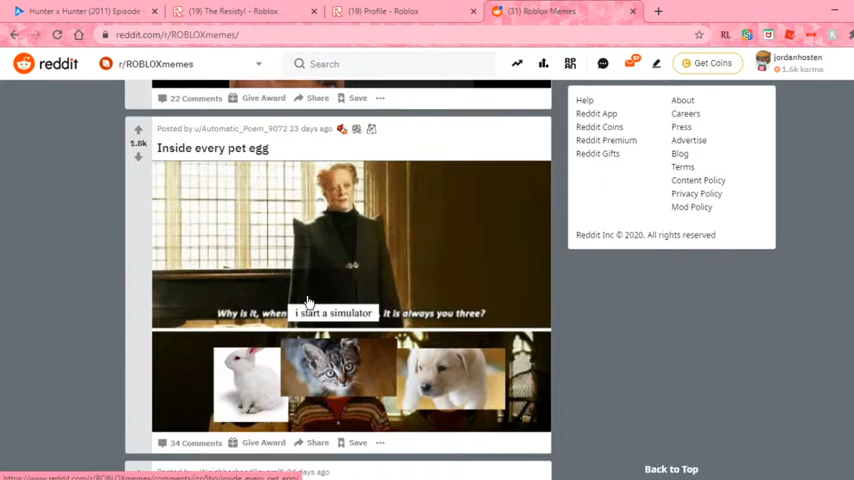 Hunter x Hunter (2011) Episode
(19) The Resisty! - Roblox
(19) Profile - Roblox
(31) Roblox Memes
reddit.com/r/ROBLOXmemes/
reddit
r/ROBLOXmemes
Search
Get Coins
jordanhosten
1.6k karma
22 Comments Give Award Share Save
Posted by u/Automatic_Poem_9072 23 days ago
1.8k
Inside every pet egg
Why is it, when i start a simulator , it is always you three?
34 Comments Give Award Share Save
Help
Reddit App
Reddit Coins
Reddit Premium
Reddit Gifts
About
Careers
Press
Advertise
Blog
Terms
Content Policy
Privacy Policy
Mod Policy
Reddit Inc © 2020. All rights reserved
Back to Top